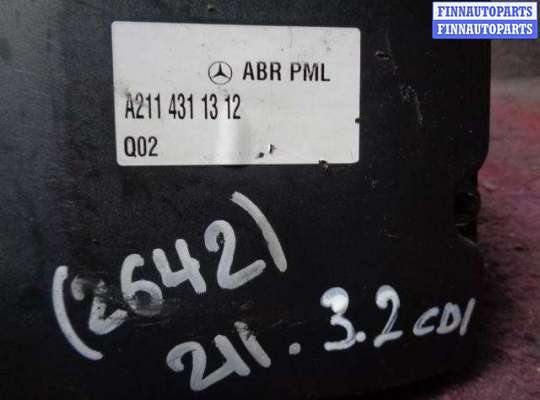 FINNAUTOPARTS
FINNAUTOPARTS
ABR PML
A211 431 13 12
Q02
(2642)
211. 3.2 CDI